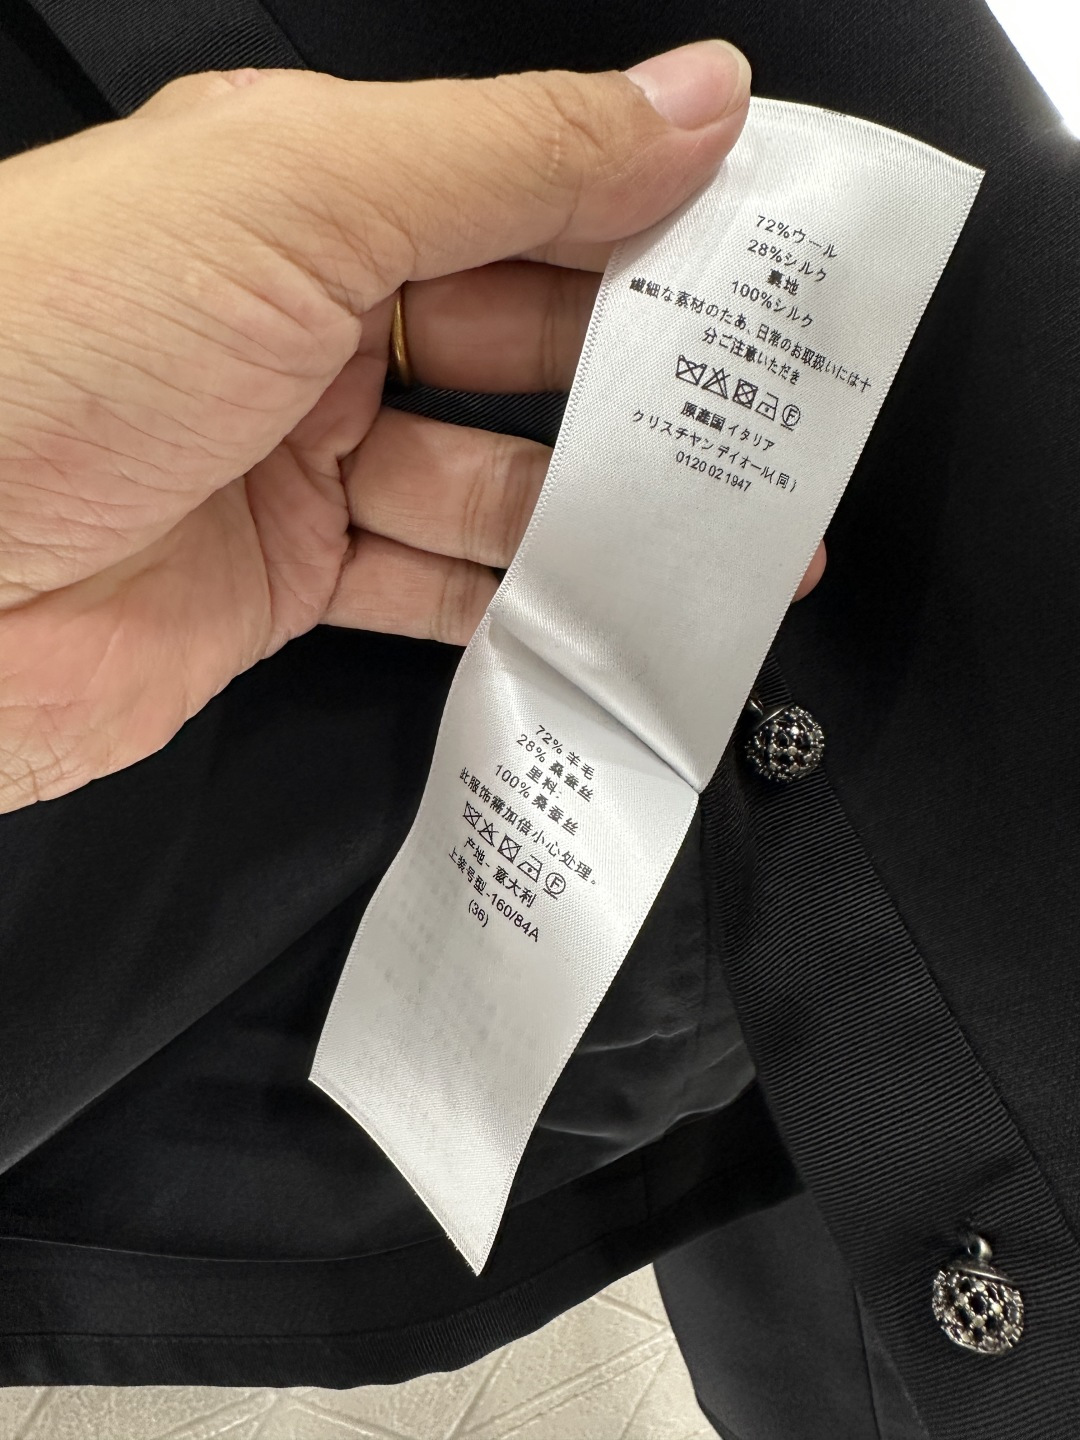 72%ウール
28%シルク
裏地
100%シルク
繊細な素材のたあ、日常のお取扱いには十
分ご注意いただき
F
原產国イタリア
クリスチャンディオール(同)
0120 02 1947
72% 羊毛
28% 桑蚕丝
里料:
100% 桑蚕丝
此服饰需加倍小心处理。
F
产地- 意大利
上装号型-160/84A
(36)